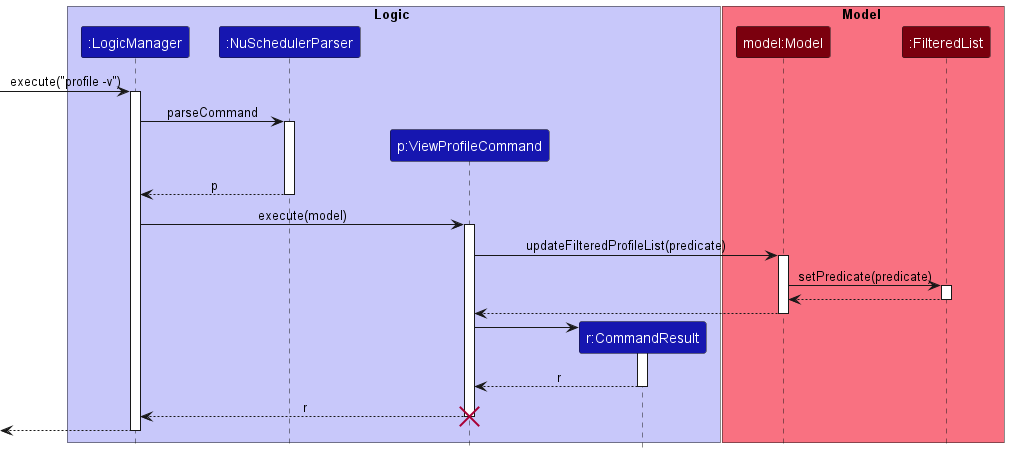 Logic
Model
:LogicManager
:NuSchedulerParser
model:Model
:FilteredList
execute("profile -v")
parseCommand
p:ViewProfileCommand
p
execute(model)
updateFilteredProfileList(predicate)
setPredicate(predicate)
r:CommandResult
r
r